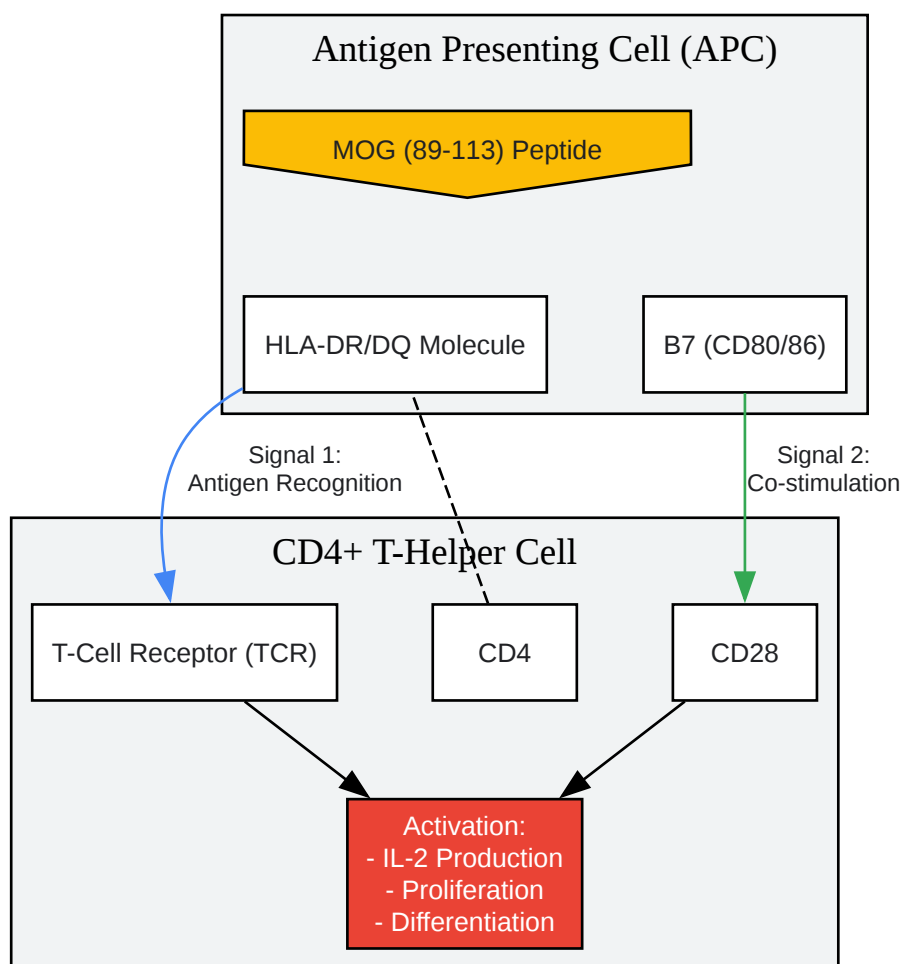 Antigen Presenting Cell (APC)
MOG (89-113) Peptide
HLA-DR/DQ Molecule
B7 (CD80/86)
Signal 1:
Antigen Recognition
Signal 2:
Co-stimulation
CD4+ T-Helper Cell
T-Cell Receptor (TCR)
CD4
CD28
Activation:
- IL-2 Production
- Proliferation
- Differentiation